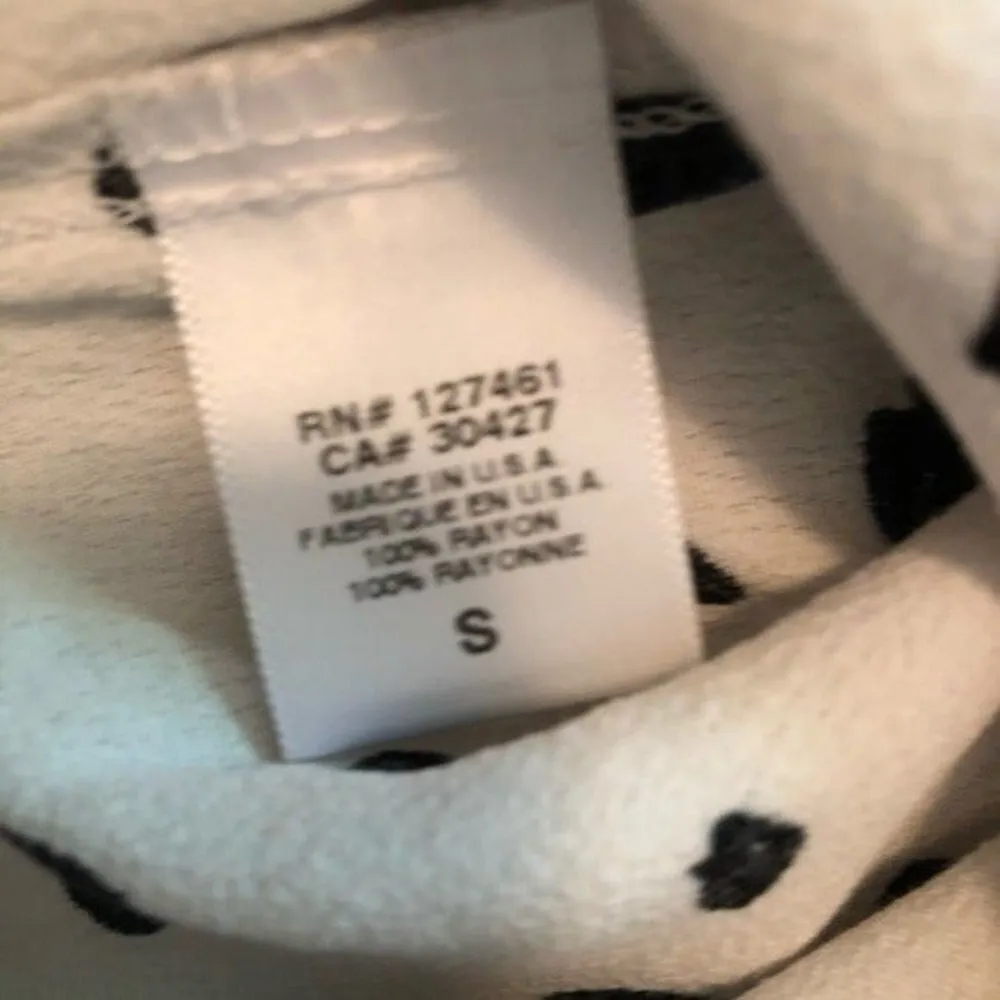 RN# 127461
CA# 30427
MADE IN U.S.A
FABRIQUE EN U.S.A.
100% RAYON
100% RAYONNE
S